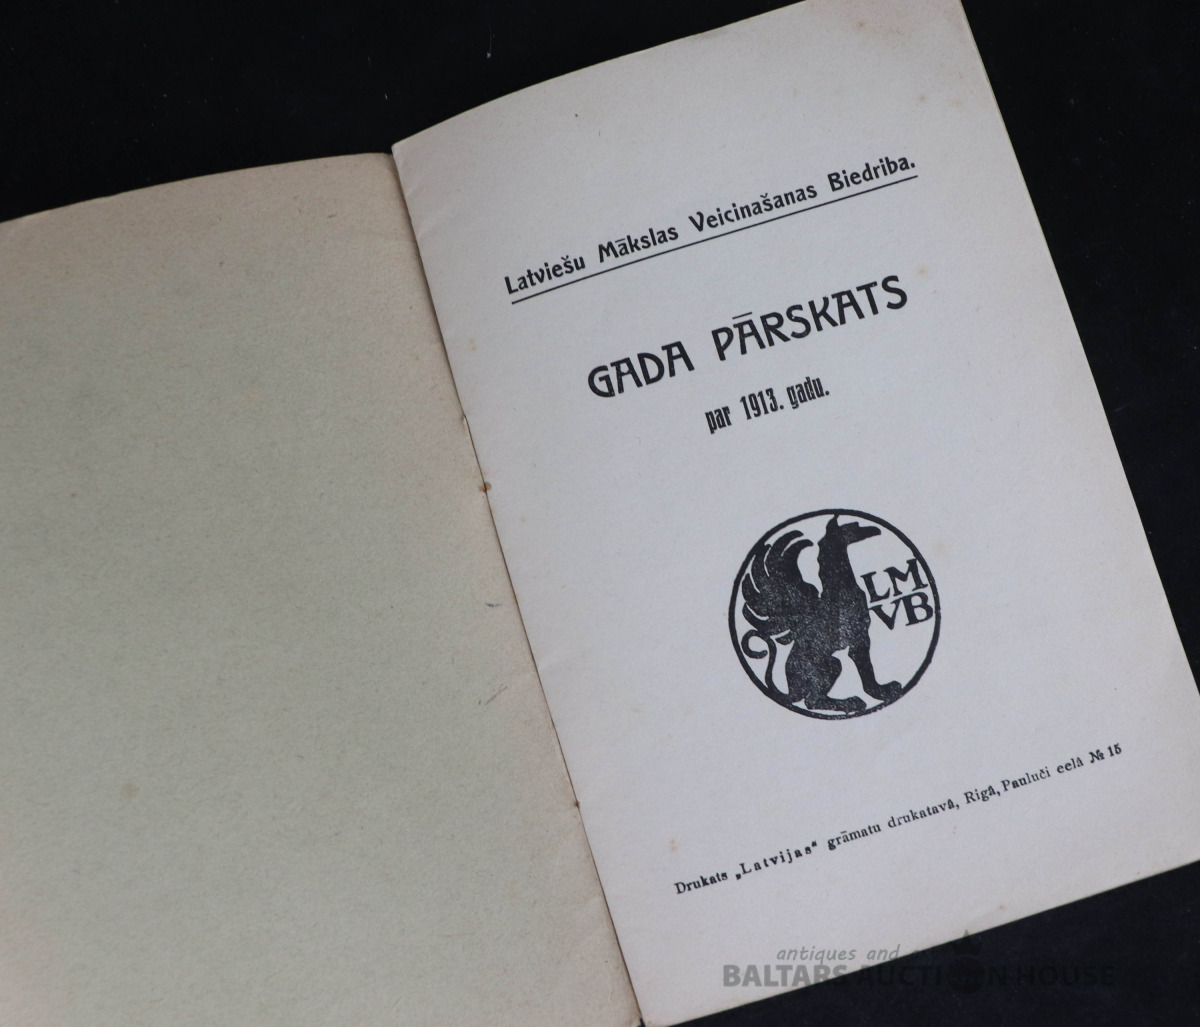 Latviešu Mākslas Veicinašanas Biedriba.
GADA PĀRSKATS
par 1913. gadu.
LM
VB
Drukats „Latvijas“ grāmatu drukatavā, Rigā, Pauluči eelā № 15
antiques and
BALTARS AUCTION HOUSE